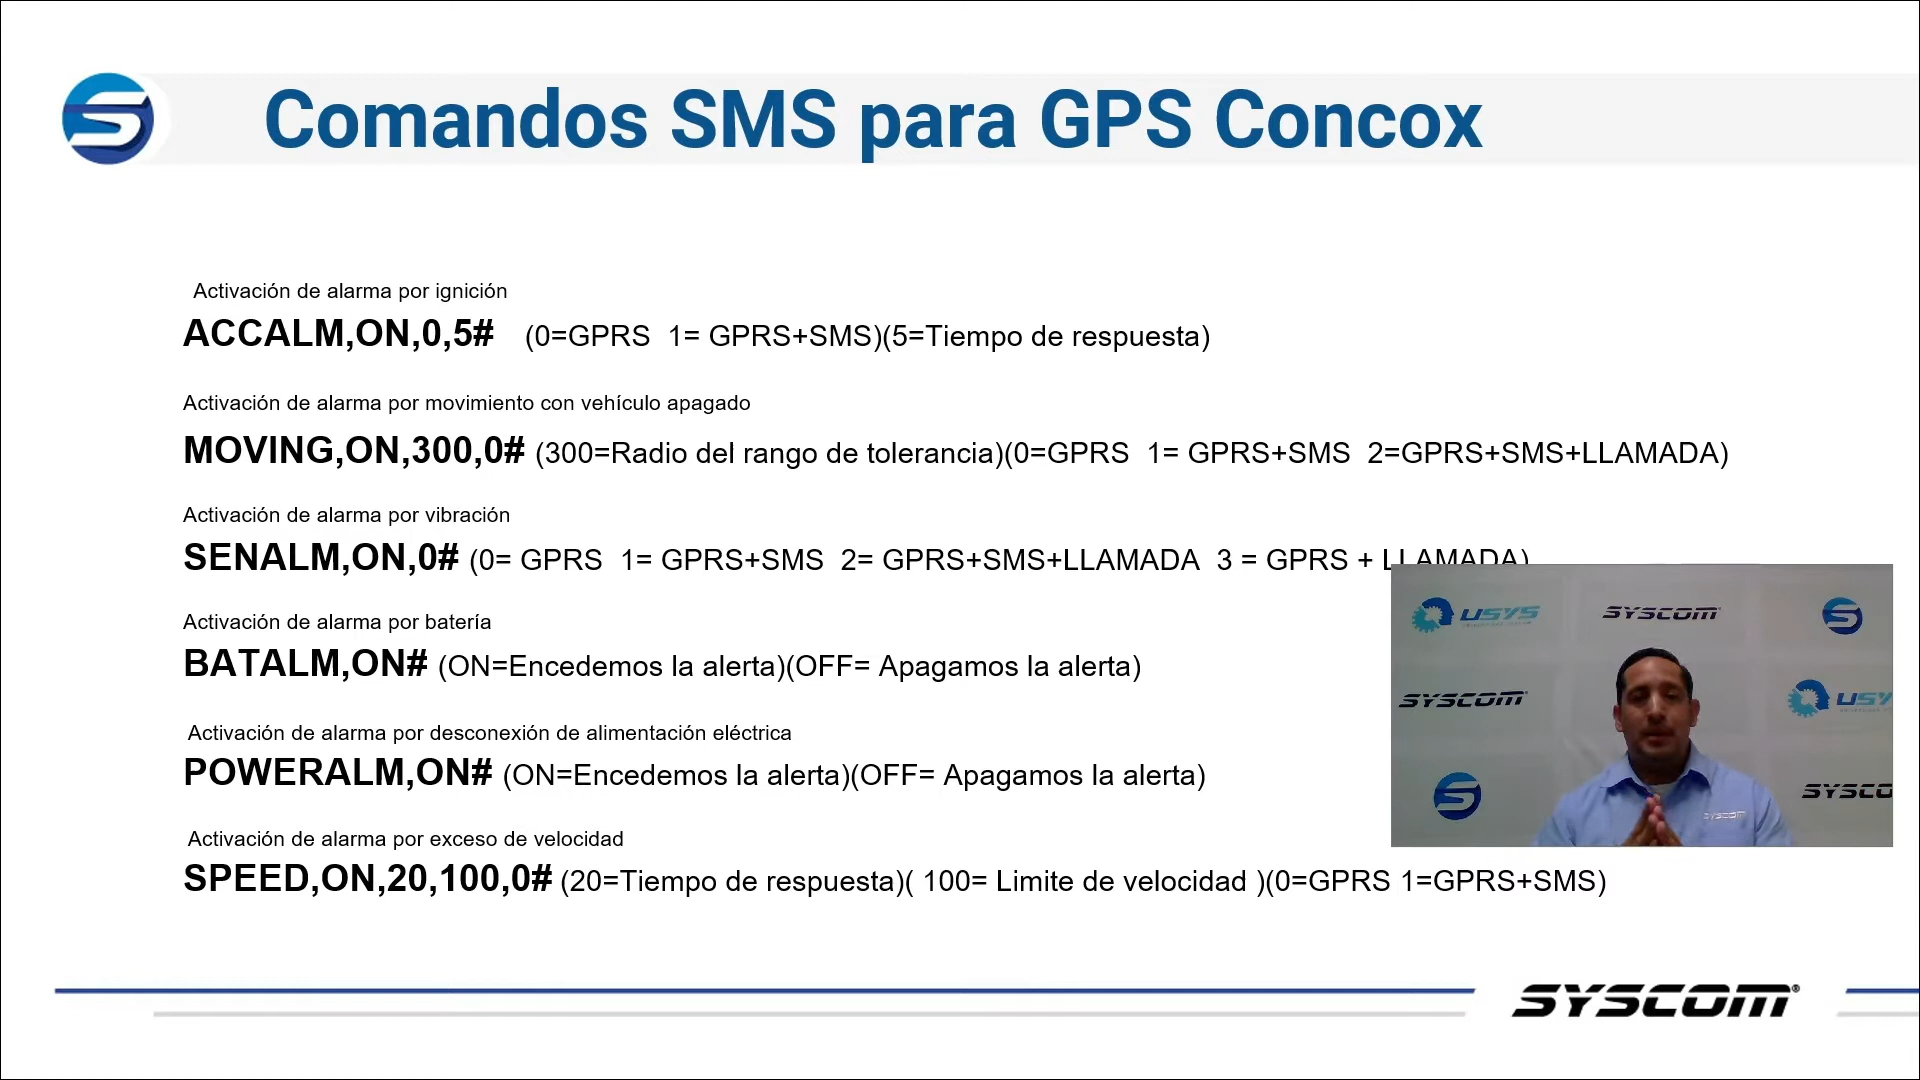 Comandos SMS para GPS Concox
Activación de alarma por ignición
ACCALM,ON,0,5# (0=GPRS 1= GPRS+SMS)(5=Tiempo de respuesta)
Activación de alarma por movimiento con vehículo apagado
MOVING,ON,300,0# (300=Radio del rango de tolerancia)(0=GPRS 1= GPRS+SMS 2=GPRS+SMS+LLAMADA)
Activación de alarma por vibración
SENALM,ON,0# (0= GPRS 1= GPRS+SMS 2= GPRS+SMS+LLAMADA 3 = GPRS + LLAMADA)
Activación de alarma por batería
BATALM,ON# (ON=Encedemos la alerta)(OFF= Apagamos la alerta)
Activación de alarma por desconexión de alimentación eléctrica
POWERALM,ON# (ON=Encedemos la alerta)(OFF= Apagamos la alerta)
Activación de alarma por exceso de velocidad
SPEED,ON,20,100,0# (20=Tiempo de respuesta)( 100= Limite de velocidad )(0=GPRS 1=GPRS+SMS)
USYS SYSCOM
SYSCOM USY
SYSCOM SYSCO
SYSCOM®